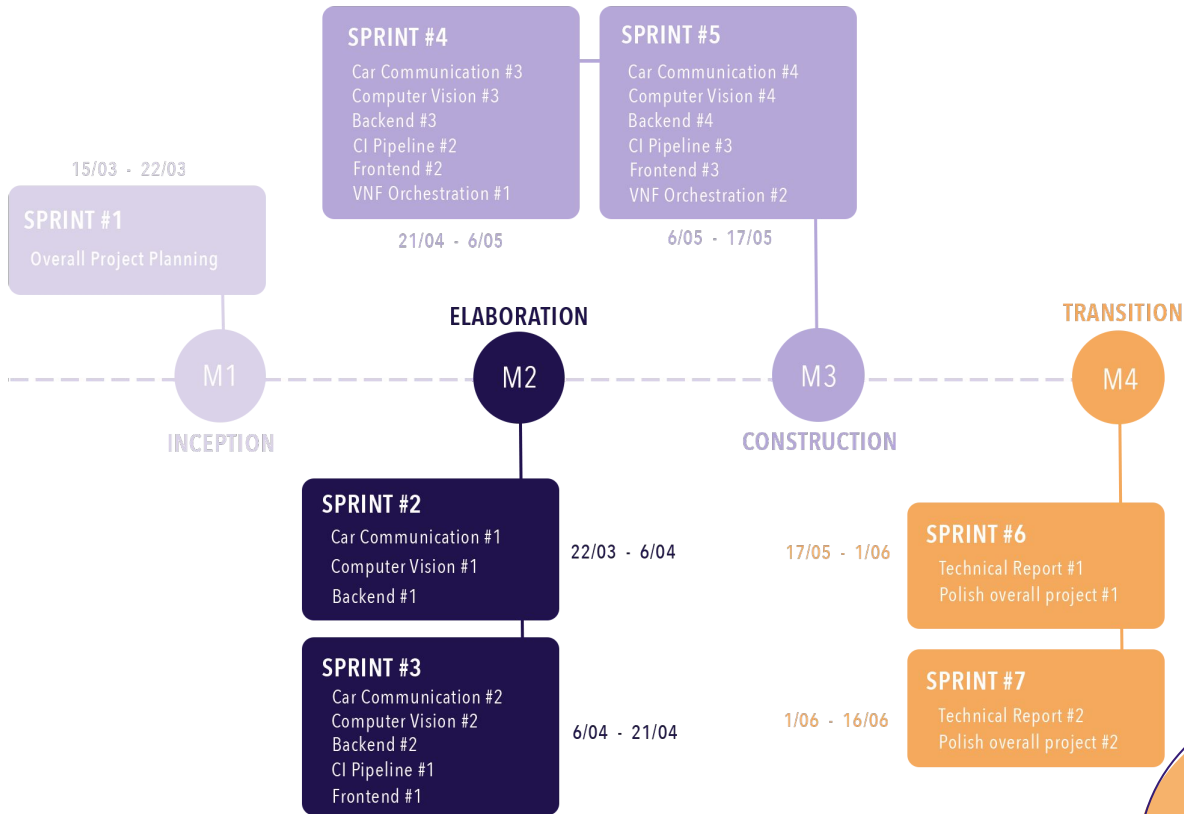 15/03 - 22/03
SPRINT #1
Overall Project Planning
SPRINT #4
Car Communication #3
Computer Vision #3
Backend #3
CI Pipeline #2
Frontend #2
VNF Orchestration #1
21/04 - 6/05
SPRINT #5
Car Communication #4
Computer Vision #4
Backend #4
CI Pipeline #3
Frontend #3
VNF Orchestration #2
6/05 - 17/05
M1
INCEPTION
ELABORATION
M2
M3
CONSTRUCTION
TRANSITION
M4
SPRINT #2
Car Communication #1
Computer Vision #1
Backend #1
22/03 - 6/04
SPRINT #3
Car Communication #2
Computer Vision #2
Backend #2
CI Pipeline #1
Frontend #1
6/04 - 21/04
17/05 - 1/06
SPRINT #6
Technical Report #1
Polish overall project #1
1/06 - 16/06
SPRINT #7
Technical Report #2
Polish overall project #2